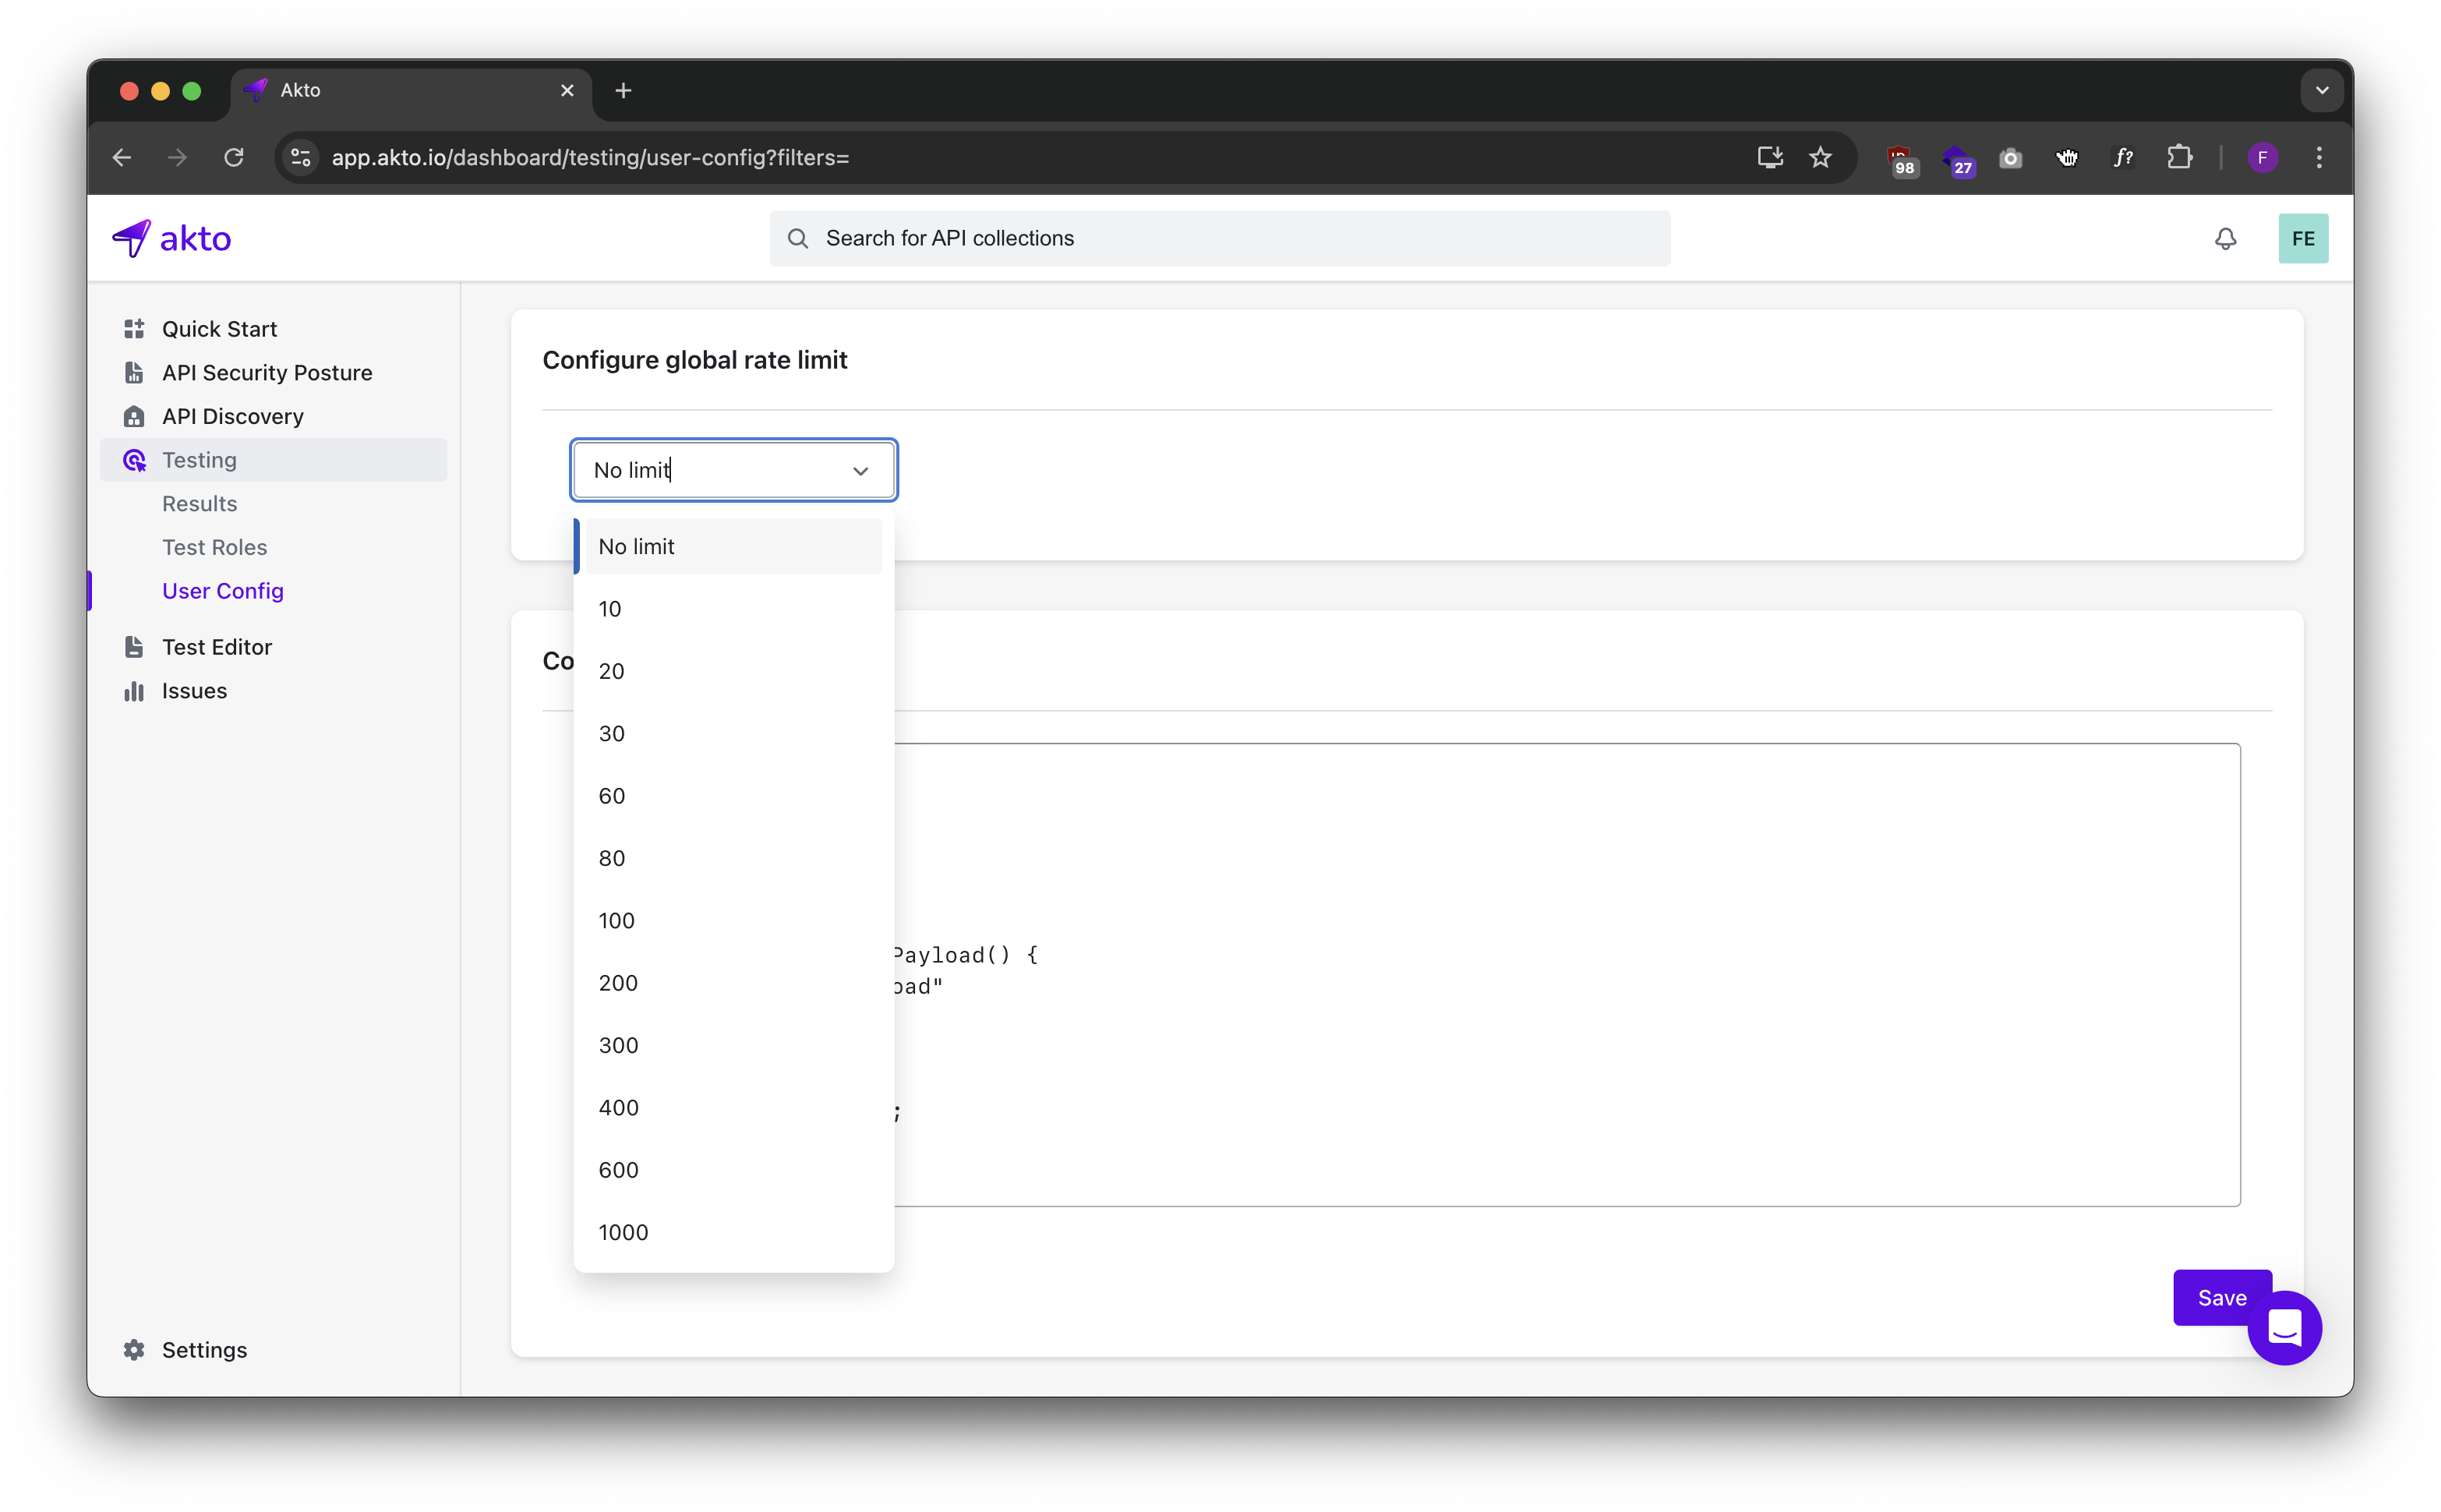 Akto
app.akto.io/dashboard/testing/user-config?filters=
98
27
f?
F
akto
Search for API collections
FE
Quick Start
API Security Posture
API Discovery
Testing
Results
Test Roles
User Config
Test Editor
Issues
Settings
Configure global rate limit
No limit
No limit
10
20
30
60
80
100
200
300
400
600
1000
Co
Payload() {
oad"
;
Save